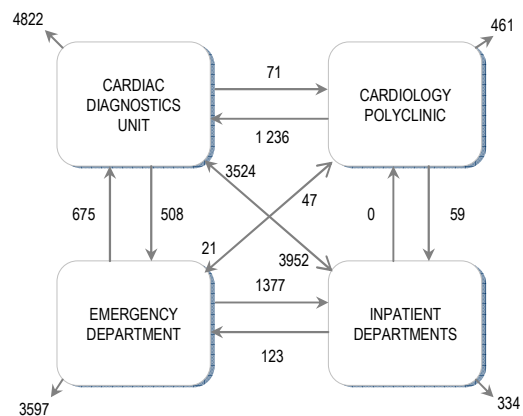 4822
461
CARDIAC
DIAGNOSTICS
UNIT
71
CARDIOLOGY
POLYCLINIC
1 236
3524
47
675
508
0
59
21
3952
EMERGENCY
DEPARTMENT
1377
INPATIENT
DEPARTMENTS
123
3597
334